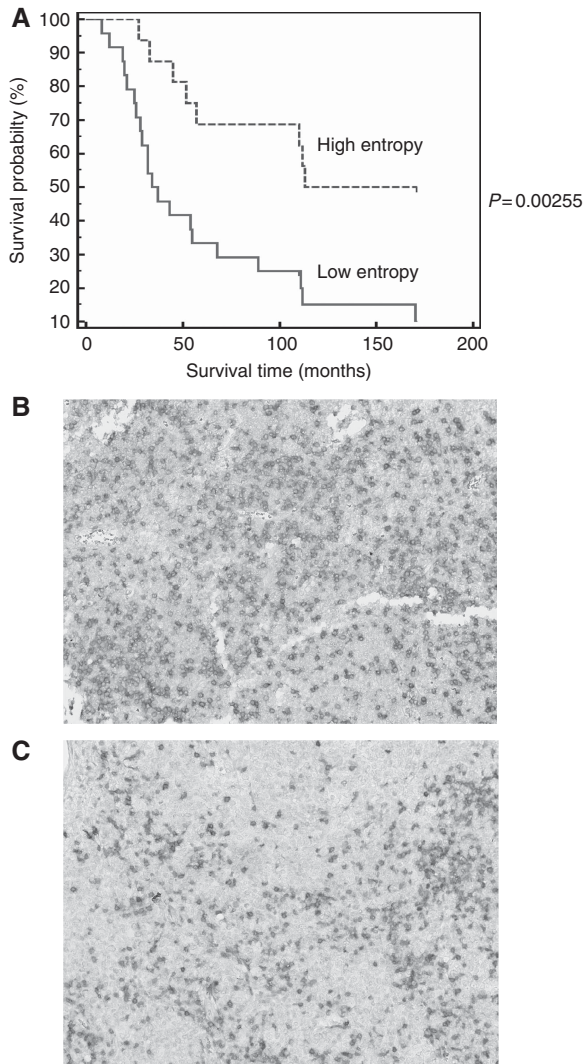 A
100
90
80
70
60
50
40
30
20
10
Survival probability (%)
High entropy
Low entropy
P=0.00255
0 50 100 150 200
Survival time (months)
B
C